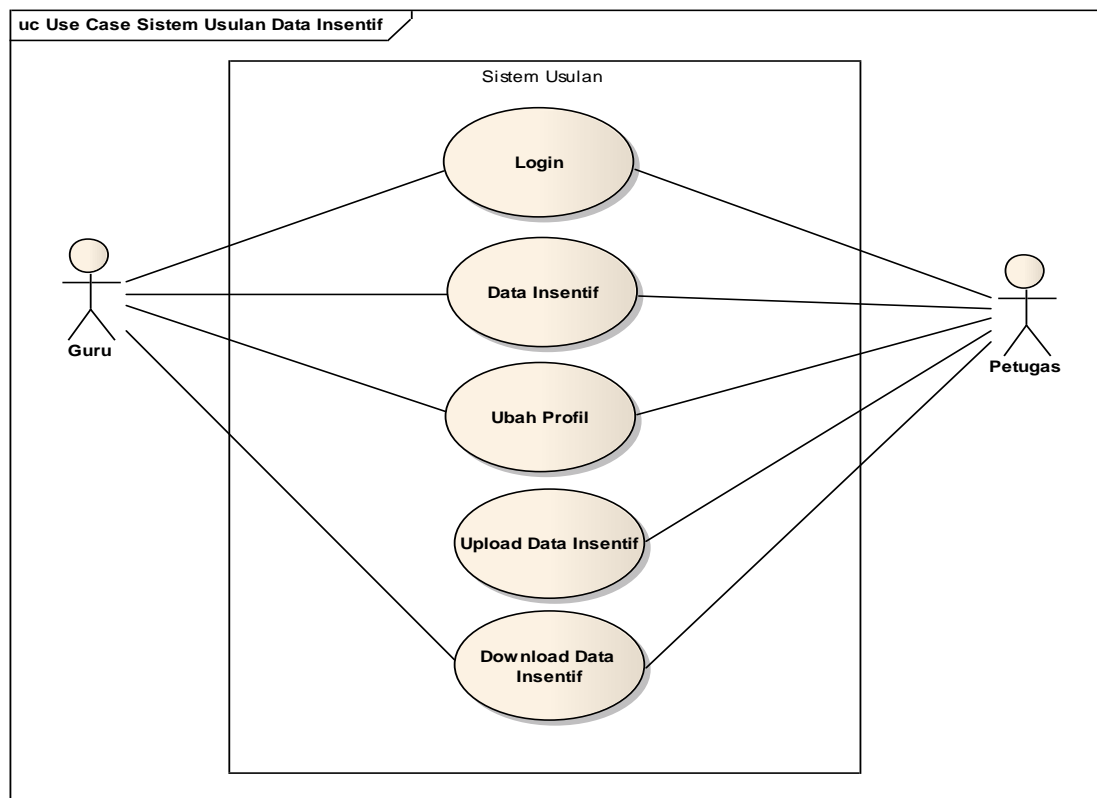 uc Use Case Sistem Usulan Data Insentif
Sistem Usulan
Login
Data Insentif
Guru
Petugas
Ubah Profil
Upload Data Insentif
Download Data
Insentif